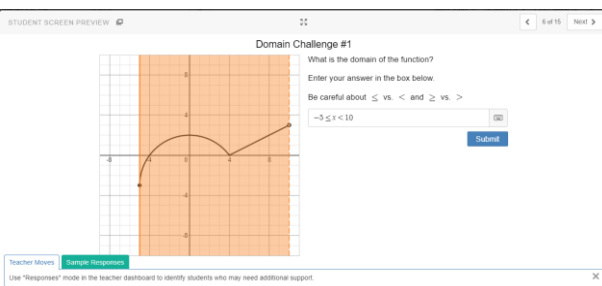 STUDENT SCREEN PREVIEW
6 of 15
Next
Domain Challenge #1
What is the domain of the function?
Enter your answer in the box below.
Be careful about ≤ vs. < and ≥ vs. >
−5 ≤ x < 10
Submit
8
4
-8 -4 0 4 8
-4
-8
Teacher Moves
Sample Responses
Use "Responses" mode in the teacher dashboard to identify students who may need additional support.